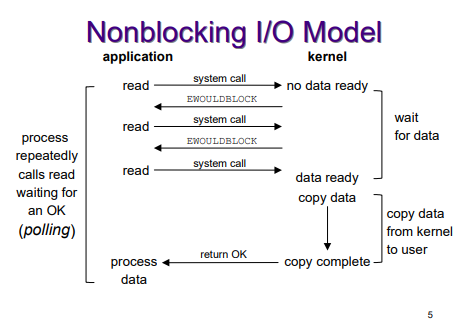 Nonblocking I/O Model
application kernel
read system call no data ready
EWOULDBLOCK
read system call
EWOULDBLOCK
read system call
data ready
wait
for data
process
repeatedly
calls read
waiting for
an OK
(polling)
copy data
copy data
from kernel
to user
process return OK copy complete
data
5